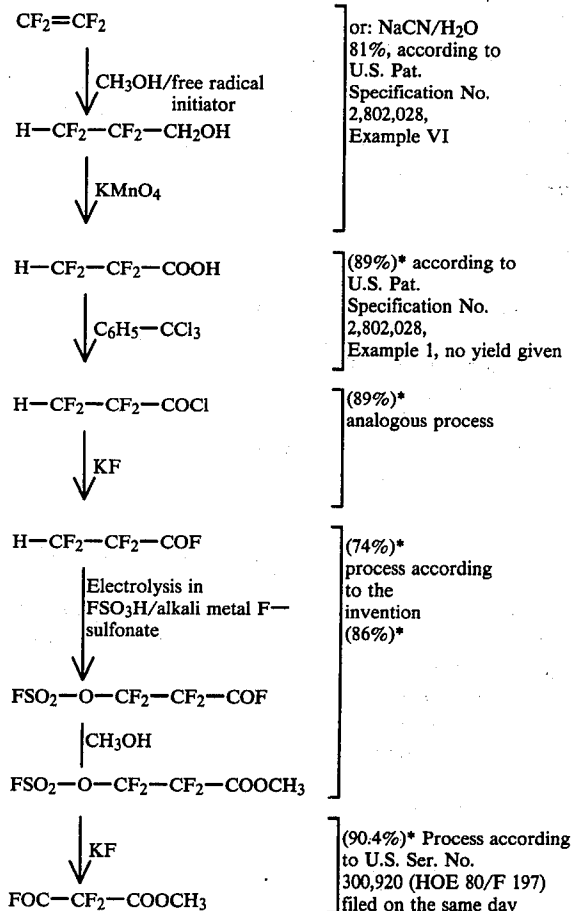 CF₂=CF₂
CH₃OH/free radical
initiator
H—CF₂—CF₂—CH₂OH
KMnO₄
or: NaCN/H₂O
81%, according to
U.S. Pat.
Specification No.
2,802,028,
Example VI
H—CF₂—CF₂—COOH
C₆H₅—CCl₃
(89%)* according to
U.S. Pat.
Specification No.
2,802,028,
Example 1, no yield given
H—CF₂—CF₂—COCl
KF
(89%)*
analogous process
H—CF₂—CF₂—COF
Electrolysis in
FSO₃H/alkali metal F—
sulfonate
FSO₂—O—CF₂—CF₂—COF
CH₃OH
FSO₂—O—CF₂—CF₂—COOCH₃
(74%)*
process according
to the
invention
(86%)*
KF
FOC—CF₂—COOCH₃
(90.4%)* Process according
to U.S. Ser. No.
300,920 (HOE 80/F 197)
filed on the same day